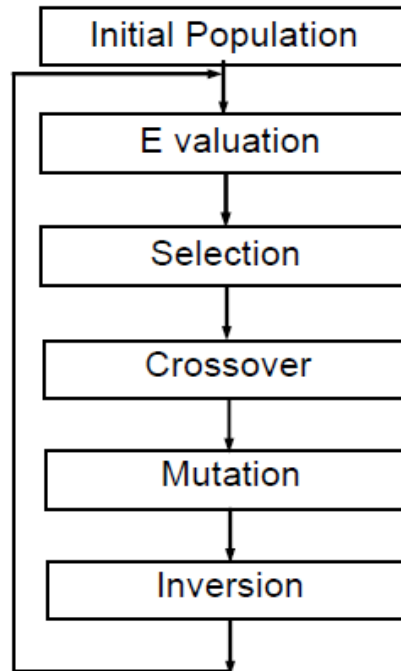 Initial Population
E valuation
Selection
Crossover
Mutation
Inversion